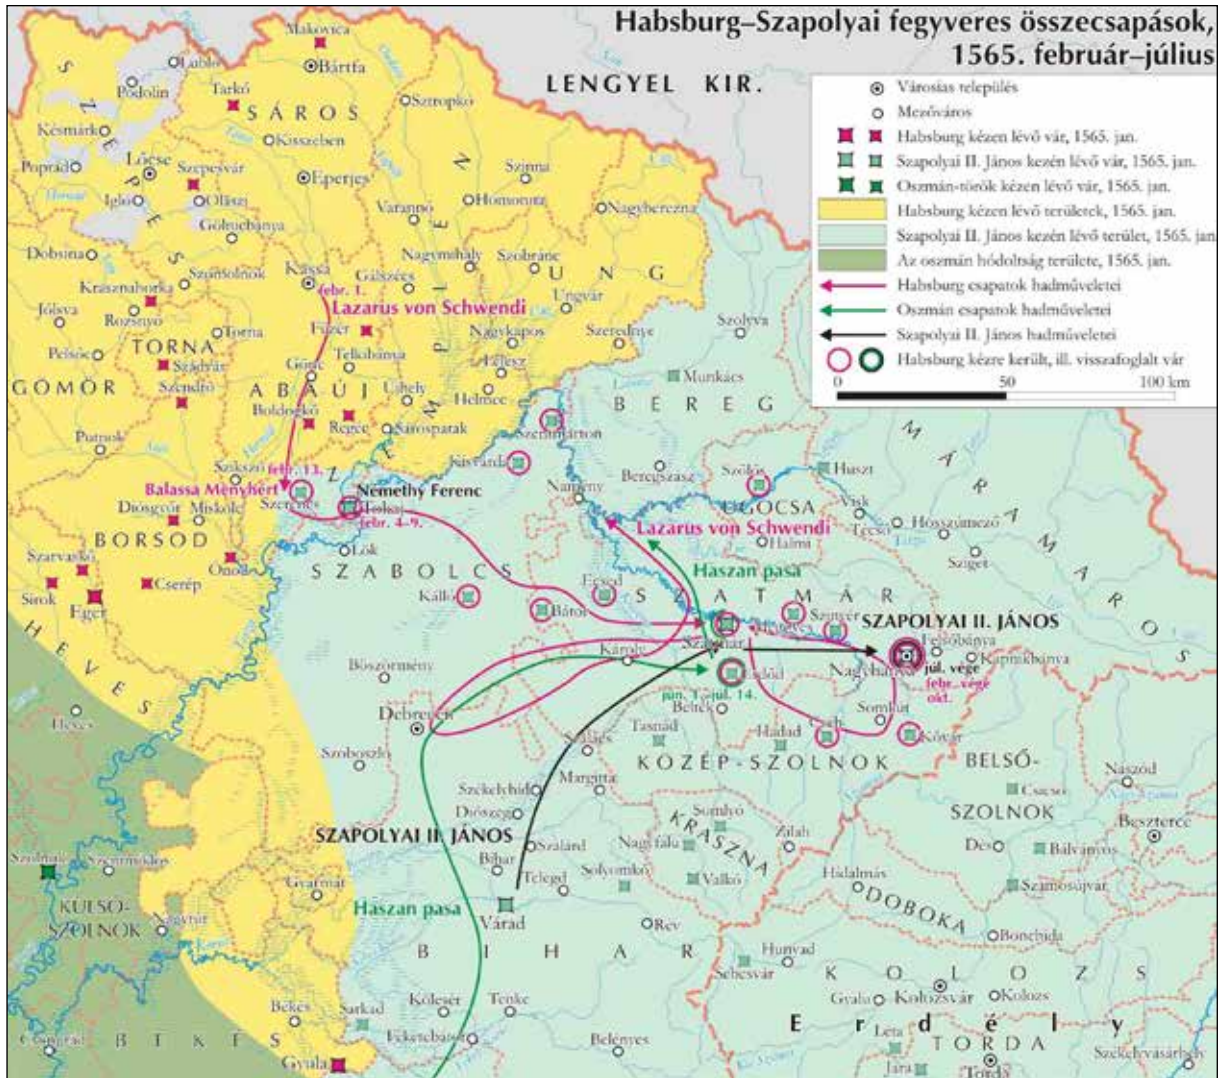 Habsburg–Szapolyai fegyveres összecsapások,
1565. február–július
LENGYEL KIR.
Városias település
Mezőváros
Habsburg kézen lévő vár, 1565. jan.
Szapolyai II. János kezén lévő vár, 1565. jan.
Oszmán-török kézen lévő vár, 1565. jan.
Habsburg kézen lévő területek, 1565. jan.
Szapolyai II. János kezén lévő terület, 1565. jan.
Az oszmán hódoltság területe, 1565. jan.
Habsburg csapatok hadműveletei
Oszmán csapatok hadműveletei
Szapolyai II. János hadműveletei
Habsburg kézre került, ill. visszafoglalt vár
0 50 100 km
Makovica
Bártfa
Lubló
Podolin
Tarkő
SÁROS
Sztropkó
Késmárk
Kisszeben
Poprád
Lőcse
Szepesvár
Eperjes
Szinna
SZEPES
Igló
Olaszi
Homonna
Nagyberezna
Varannó
Gölnicbánya
ZEMPLÉN
Dobsina
Szomolnok
Nagymihály
Szobránc
UNG
Kassa
febr. 1.
Gálszécs
Krasznahorka
Lazarus von Schwendi
Ungvár
Rozsnyó
Jólsva
Torna
Füzér
Nagykapos
Szerednye
Szolyva
TORNA
Pelsőc
Szádvár
Telkibánya
Lelesz
Gönc
GÖMÖR
Szendrő
ABAÚJ
Újhely
Helmec
Munkács
BEREG
Boldogkő
Regéc
Sárospatak
Putnok
Szentmárton
Kisvárda
Szikszó
febr. 13.
Balassa Menyhért
Szerencs
Némethy Ferenc
Tokaj
febr. 4–9.
Beregszász
Szőlős
Huszt
MÁRAMAROS
Namény
UGOCSA
Visk
Técső
Hosszúmező
Diósgyőr
Miskolc
BORSOD
Lazarus von Schwendi
Halmi
Sziget
Lök
Szarvaskő
Ónod
SZABOLCS
Haszan pasa
Sirok
Cserép
Eger
Kálló
Bátor
Ecsed
SZATMÁR
HEVES
Szinyér
SZAPOLYAI II. JÁNOS
Szatmár
Felsőbánya
Kapnikbánya
Károly
Nagybánya
júl. vége
febr. vége
okt.
Böszörmény
Erdőd
jún. 1.–júl. 14.
Béltek
Heves
Debrecen
Somkút
Tasnád
Hadad
Cseh
Kővár
Szoboszló
Szalács
KÖZÉP-SZOLNOK
BELSŐ-
SZOLNOK
Margitta
Székelyhíd
Naszód
Csicsó
Diószeg
Somlyó
SZAPOLYAI II. JÁNOS
KRASZNA
Zilah
Beszterce
Szalárd
Nagyfalu
Dés
Bálványos
Szolnok
Bihar
Telegd
Solyomkő
Valkó
Hidalmás
Szamosújvár
Gyarmat
KÜLSŐ-
SZOLNOK
Haszan pasa
Várad
DOBOKA
Nagytúr
Rév
Bonchida
BIHAR
Hunyad
Sebesvár
KOLOZS
Gyalu
Kolozsvár
Kolozs
Békés
Sarkad
Kölesér
Tenke
Erdély
BÉKÉS
Feketebátor
Belényes
Léta
TORDA
Csongrád
Gyula
Jára
Torda
Székelyvásárhely